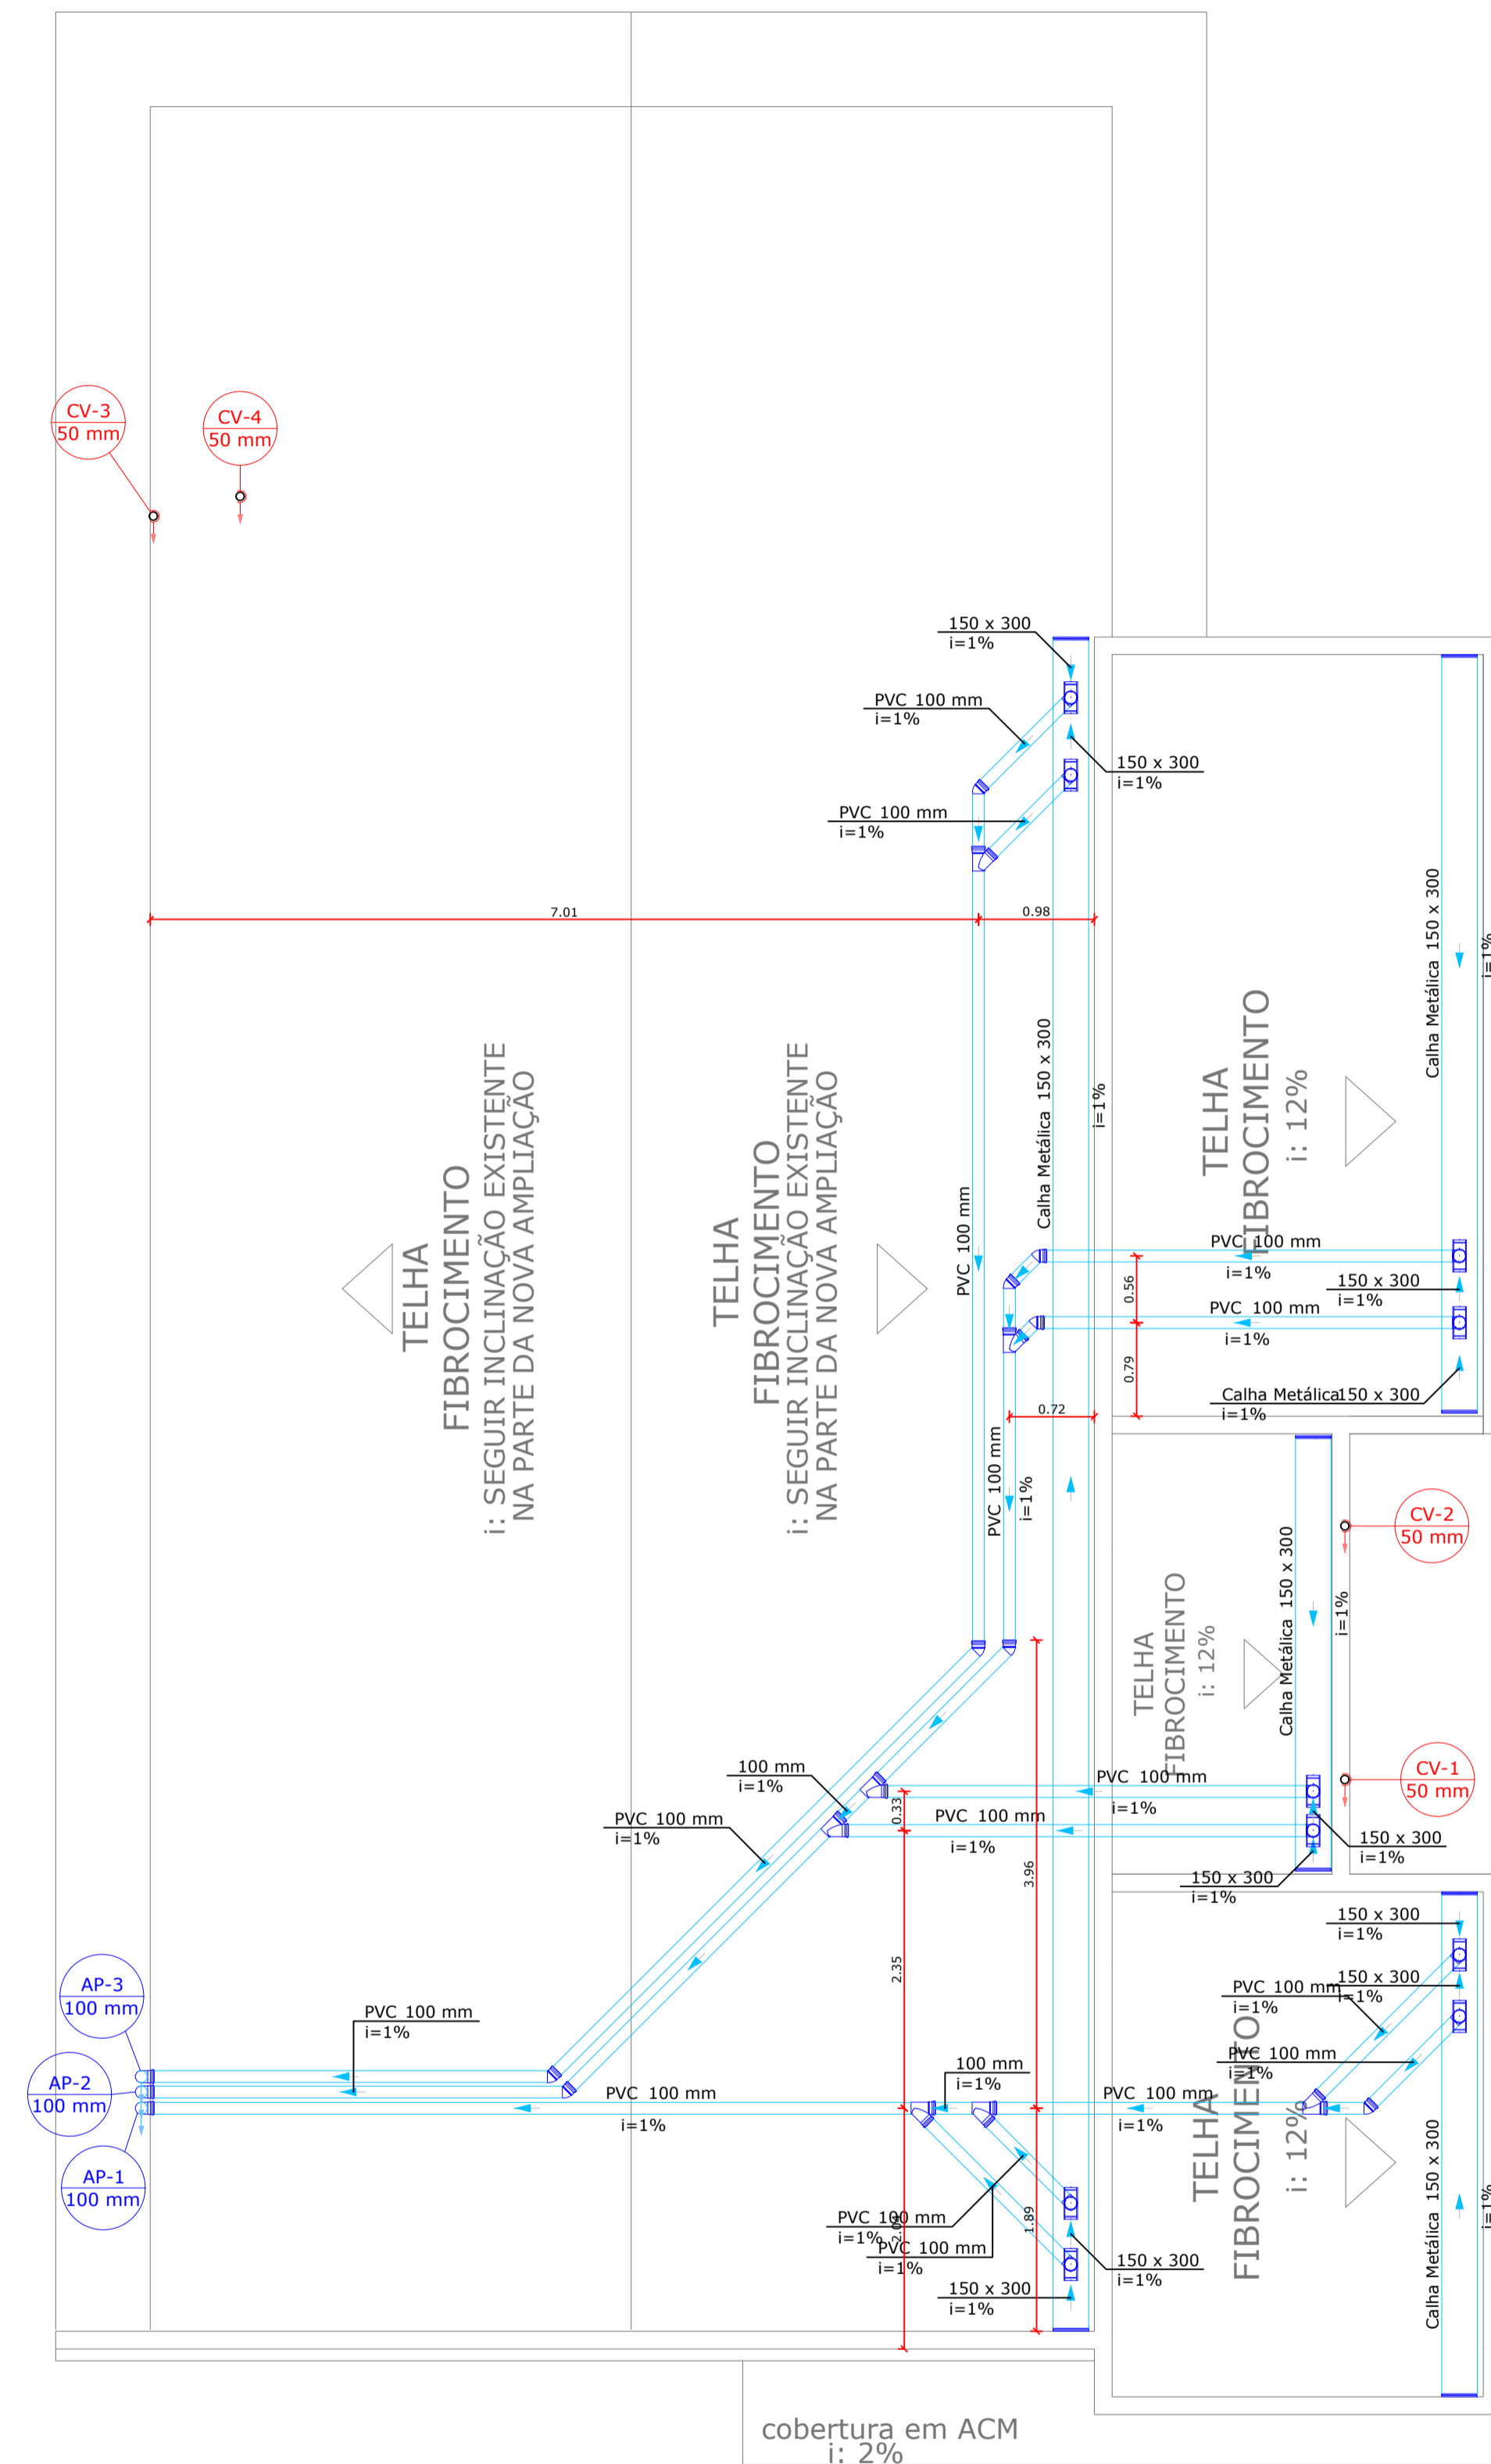 CV-3
50 mm
CV-4
50 mm
150 x 300
i=1%
PVC 100 mm
i=1%
150 x 300
i=1%
PVC 100 mm
i=1%
7.01
0.98
Calha Metálica 150 x 300
i=1%
TELHA
FIBROCIMENTO
i: SEGUIR INCLINAÇÃO EXISTENTE
NA PARTE DA NOVA AMPLIAÇÃO
TELHA
FIBROCIMENTO
i: SEGUIR INCLINAÇÃO EXISTENTE
NA PARTE DA NOVA AMPLIAÇÃO
PVC 100 mm
Calha Metálica 150 x 300
i=1%
TELHA
FIBROCIMENTO
i: 12%
PVC 100 mm
i=1%
0.56
150 x 300
i=1%
PVC 100 mm
i=1%
0.79
Calha Metálica150 x 300
i=1%
0.72
PVC 100 mm
i=1%
CV-2
50 mm
Calha Metálica 150 x 300
i=1%
TELHA
FIBROCIMENTO
i: 12%
CV-1
50 mm
100 mm
i=1%
PVC 100 mm
i=1%
0.33
PVC 100 mm
i=1%
PVC 100 mm
i=1%
150 x 300
i=1%
150 x 300
i=1%
3.96
2.35
150 x 300
i=1%
150 x 300
i=1%
PVC 100 mm
i=1%
PVC 100 mm
i=1%
AP-3
100 mm
PVC 100 mm
i=1%
AP-2
100 mm
PVC 100 mm
i=1%
100 mm
i=1%
PVC 100 mm
i=1%
AP-1
100 mm
TELHA
FIBROCIMENTO
i: 12%
Calha Metálica 150 x 300
i=1%
PVC 100 mm
i=1%
1.89
PVC 100 mm
i=1%
150 x 300
i=1%
150 x 300
i=1%
cobertura em ACM
i: 2%